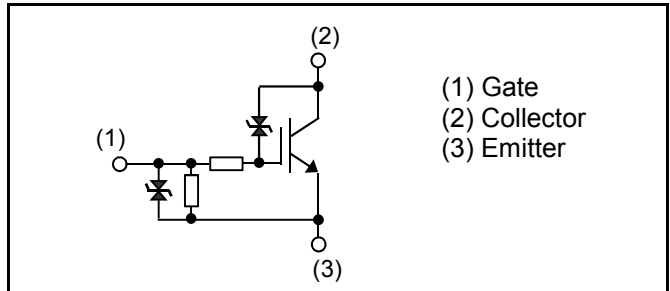 (2)
(1) Gate
(2) Collector
(3) Emitter
(1)
(3)